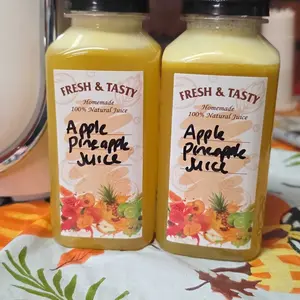 FRESH & TASTY
Homemade
100% Natural Juice
Apple
Pineapple
Juice
FRESH & TASTY
Homemade
100% Natural Juice
Apple
Pineapple
Juice